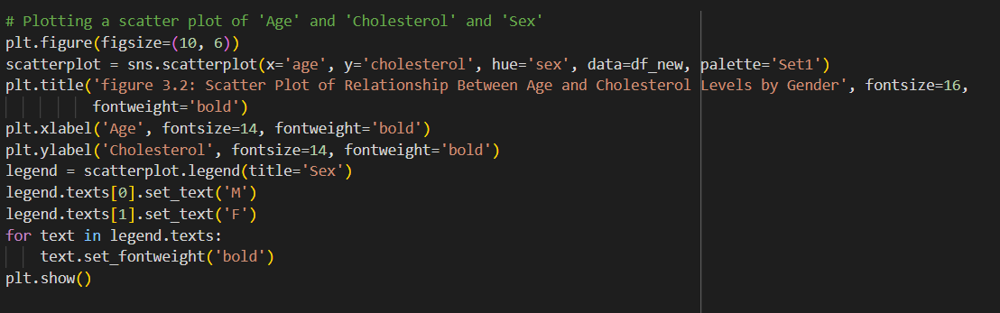 # Plotting a scatter plot of 'Age' and 'Cholesterol' and 'Sex'
plt.figure(figsize=(10, 6))
scatterplot = sns.scatterplot(x='age', y='cholesterol', hue='sex', data=df_new, palette='Set1')
plt.title('figure 3.2: Scatter Plot of Relationship Between Age and Cholesterol Levels by Gender', fontsize=16,
          fontweight='bold')
plt.xlabel('Age', fontsize=14, fontweight='bold')
plt.ylabel('Cholesterol', fontsize=14, fontweight='bold')
legend = scatterplot.legend(title='Sex')
legend.texts[0].set_text('M')
legend.texts[1].set_text('F')
for text in legend.texts:
    text.set_fontweight('bold')
plt.show()